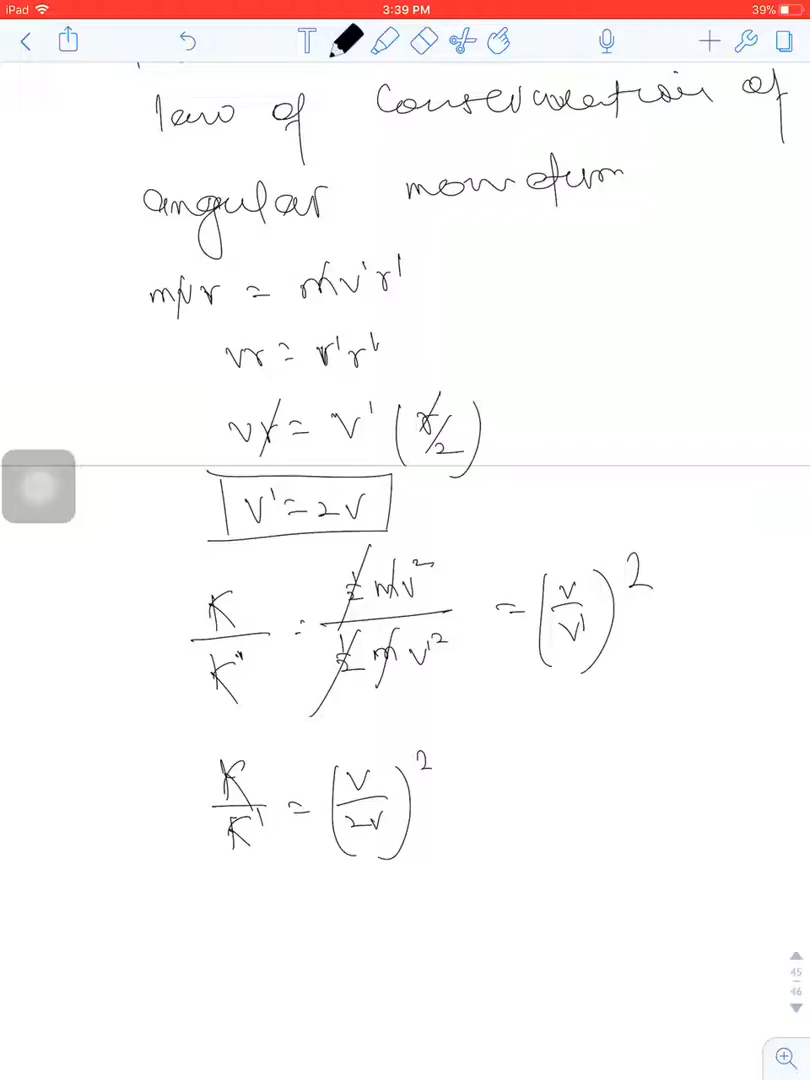 iPad 3:39 PM 39%
law of conservation of
angular momentum
mvr = mv'r'
vr = v'r'
vr = v' (r/2)
v' = 2v
K/K' = ½mv²/½mv'² = (v/v')²
K/K' = (v/2v)²
45
46